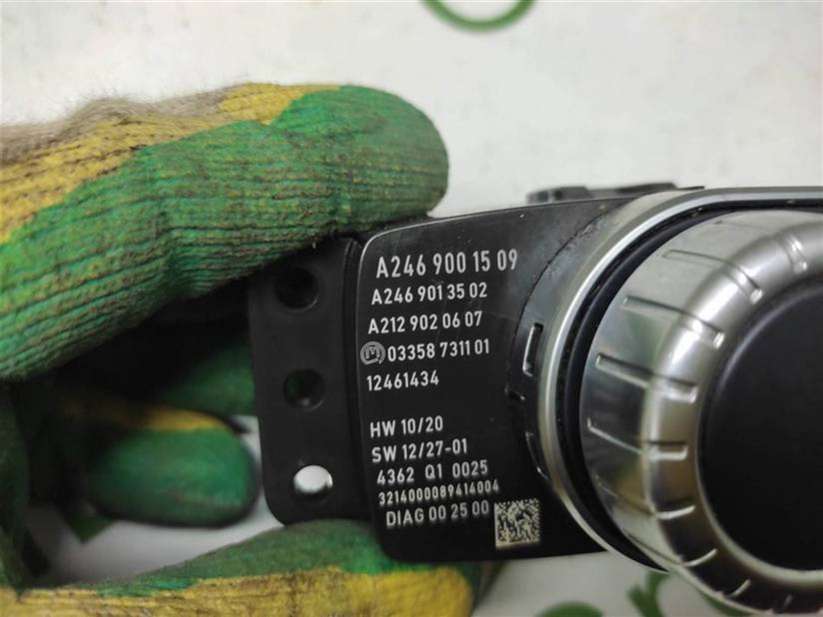 A246 900 15 09
A246 901 35 02
A212 902 06 07
03358 7311 01
12461434
HW 10/20
SW 12/27-01
4362 Q1 0025
3214000089414004
DIAG 00 25 00